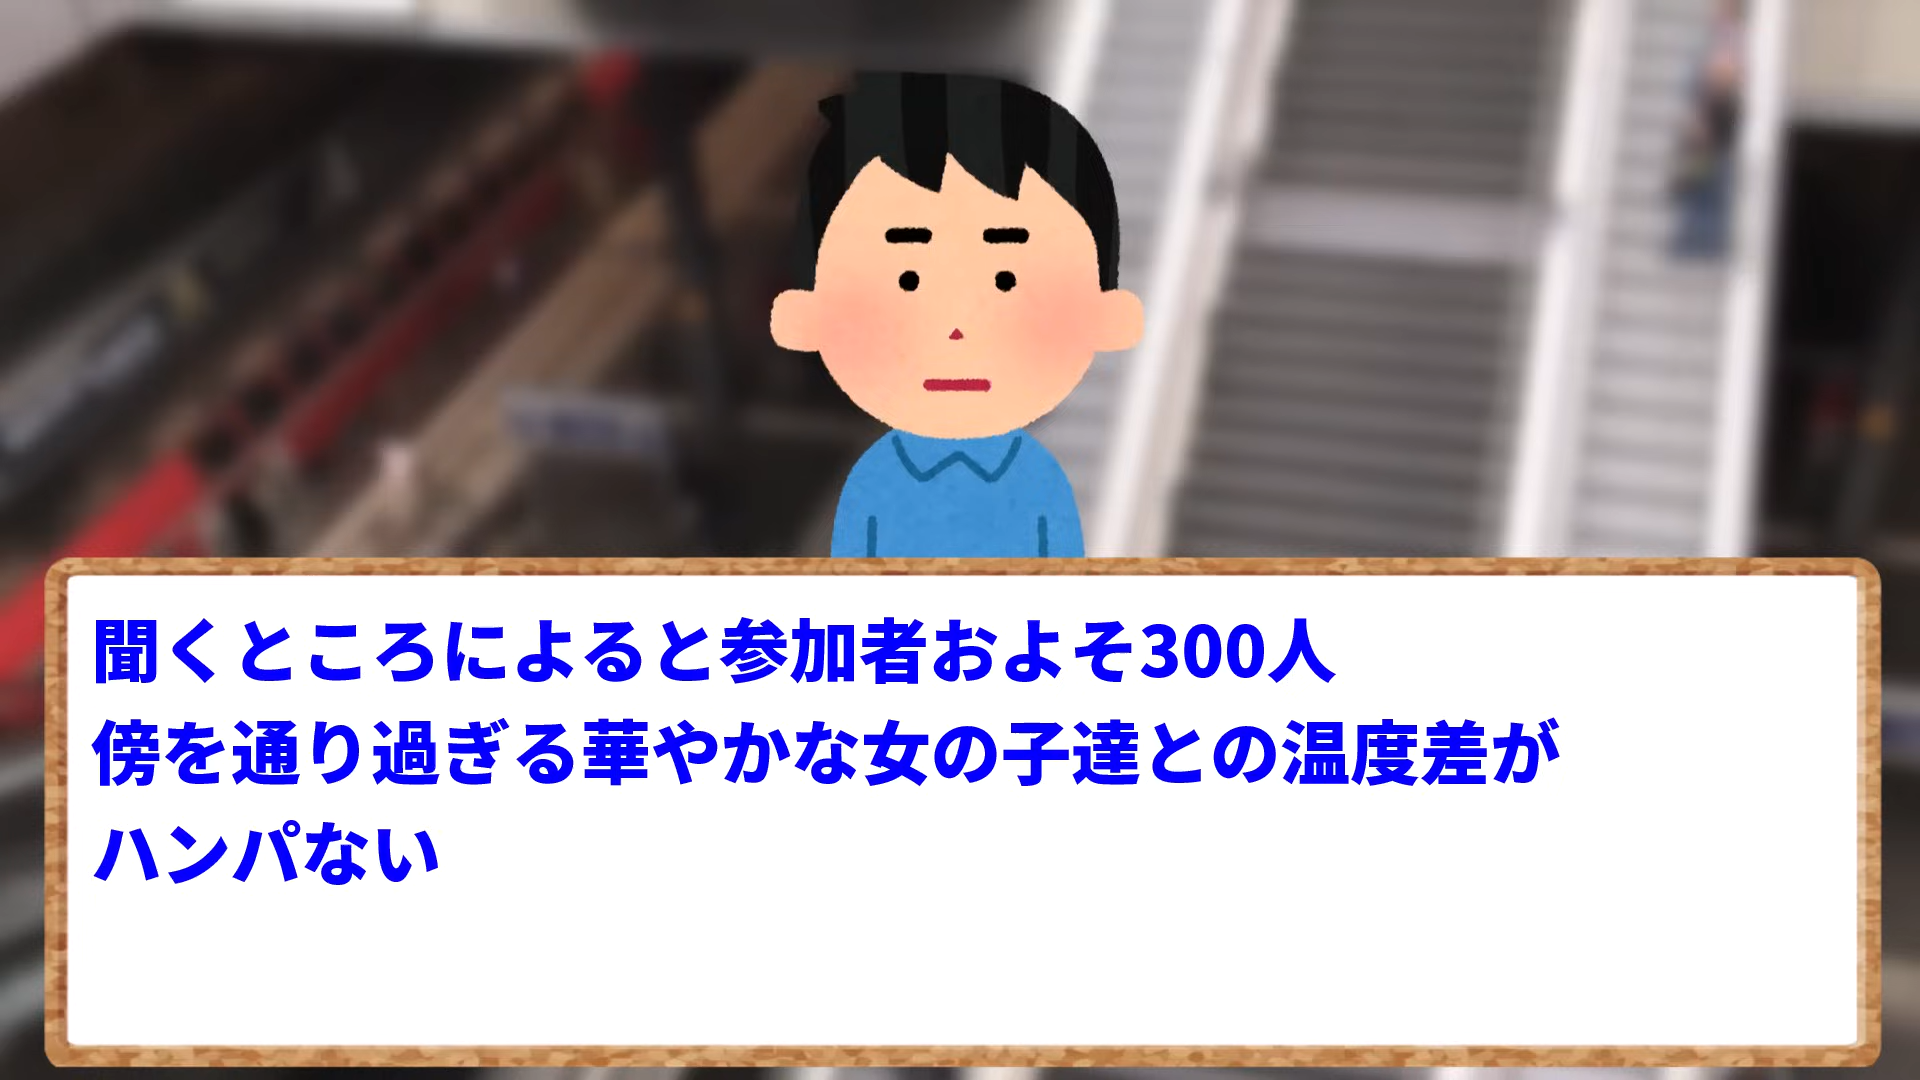 聞くところによると参加者およそ300人
傍を通り過ぎる華やかな女の子達との温度差が
ハンパない